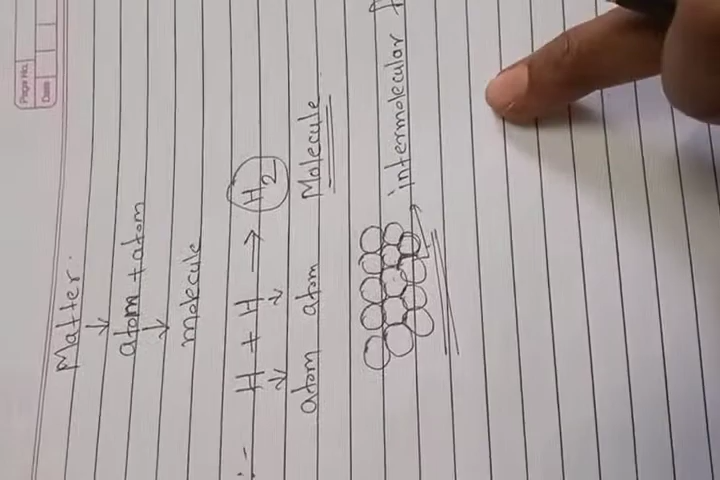 Page No.
Date
Matter.
↓
atom + atom
↓
molecule
:- H + H → H₂
↓ ↓
atom atom Molecule
intermolecular